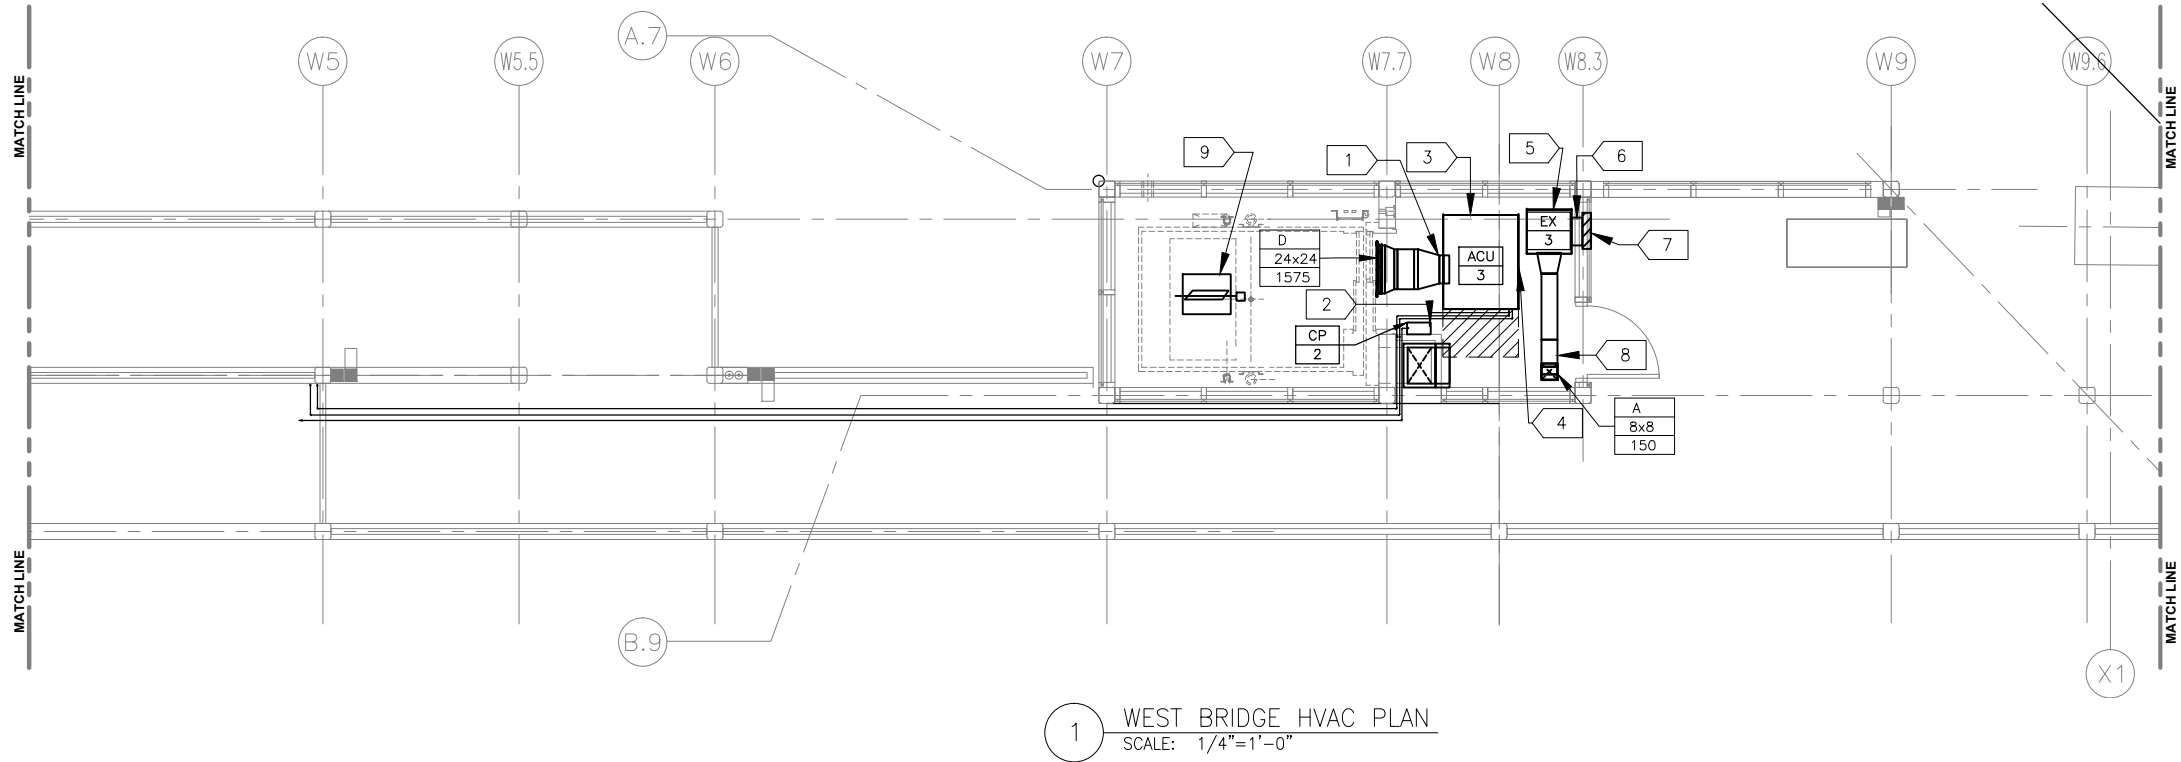 A.7
W5
W5.5
W6
W7
W7.7
W8
W8.3
W9
W9.6
MATCH LINE
MATCH LINE
9
1
3
5
6
EX
3
7
D
24x24
1575
ACU
3
2
CP
2
8
4
A
8x8
150
MATCH LINE
MATCH LINE
B.9
X1
1
WEST BRIDGE HVAC PLAN
SCALE: 1/4"=1'-0"